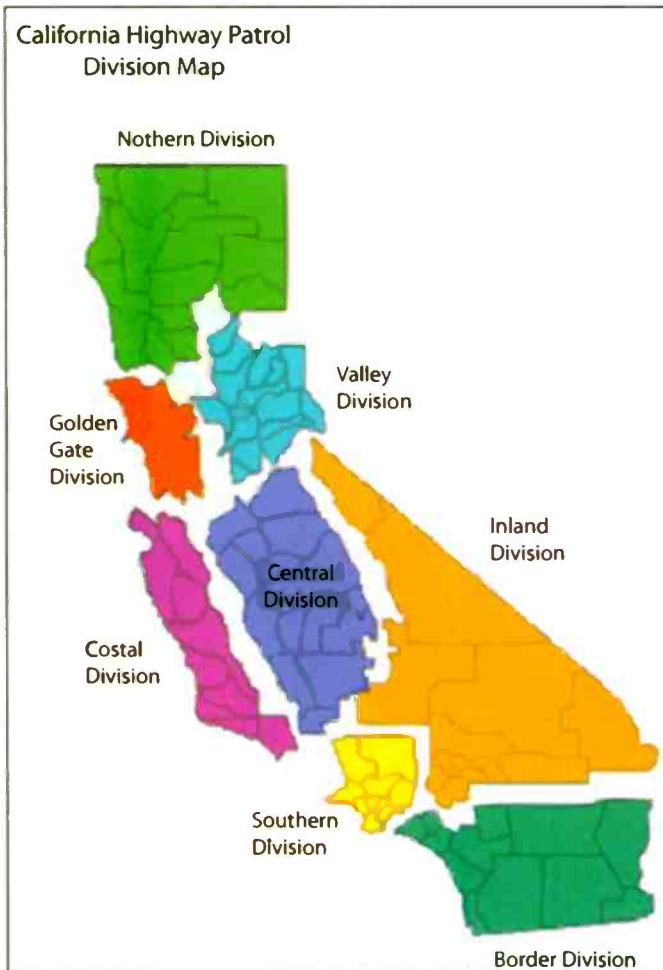 California Highway Patrol
Division Map
Nothern Division
Valley
Division
Golden
Gate
Division
Inland
Division
Central
Division
Costal
Division
Southern
Division
Border Division